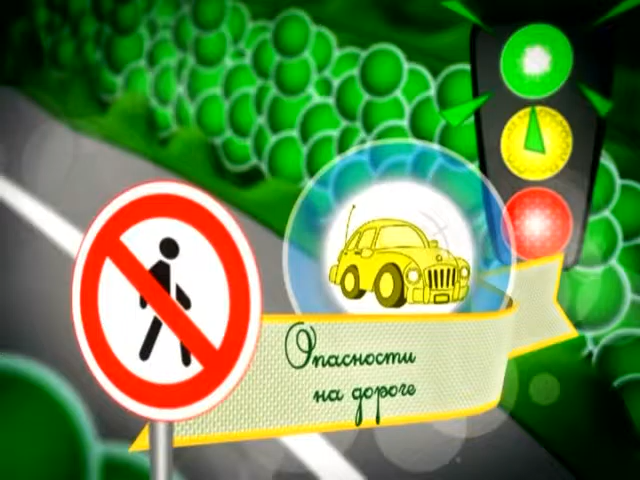 Опасности
на дороге